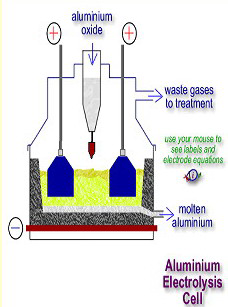 aluminium
oxide
+
+
waste gases
to treatment
use your mouse to
see labels and
electrode equations
molten
aluminium
−
Aluminium
Electrolysis
Cell